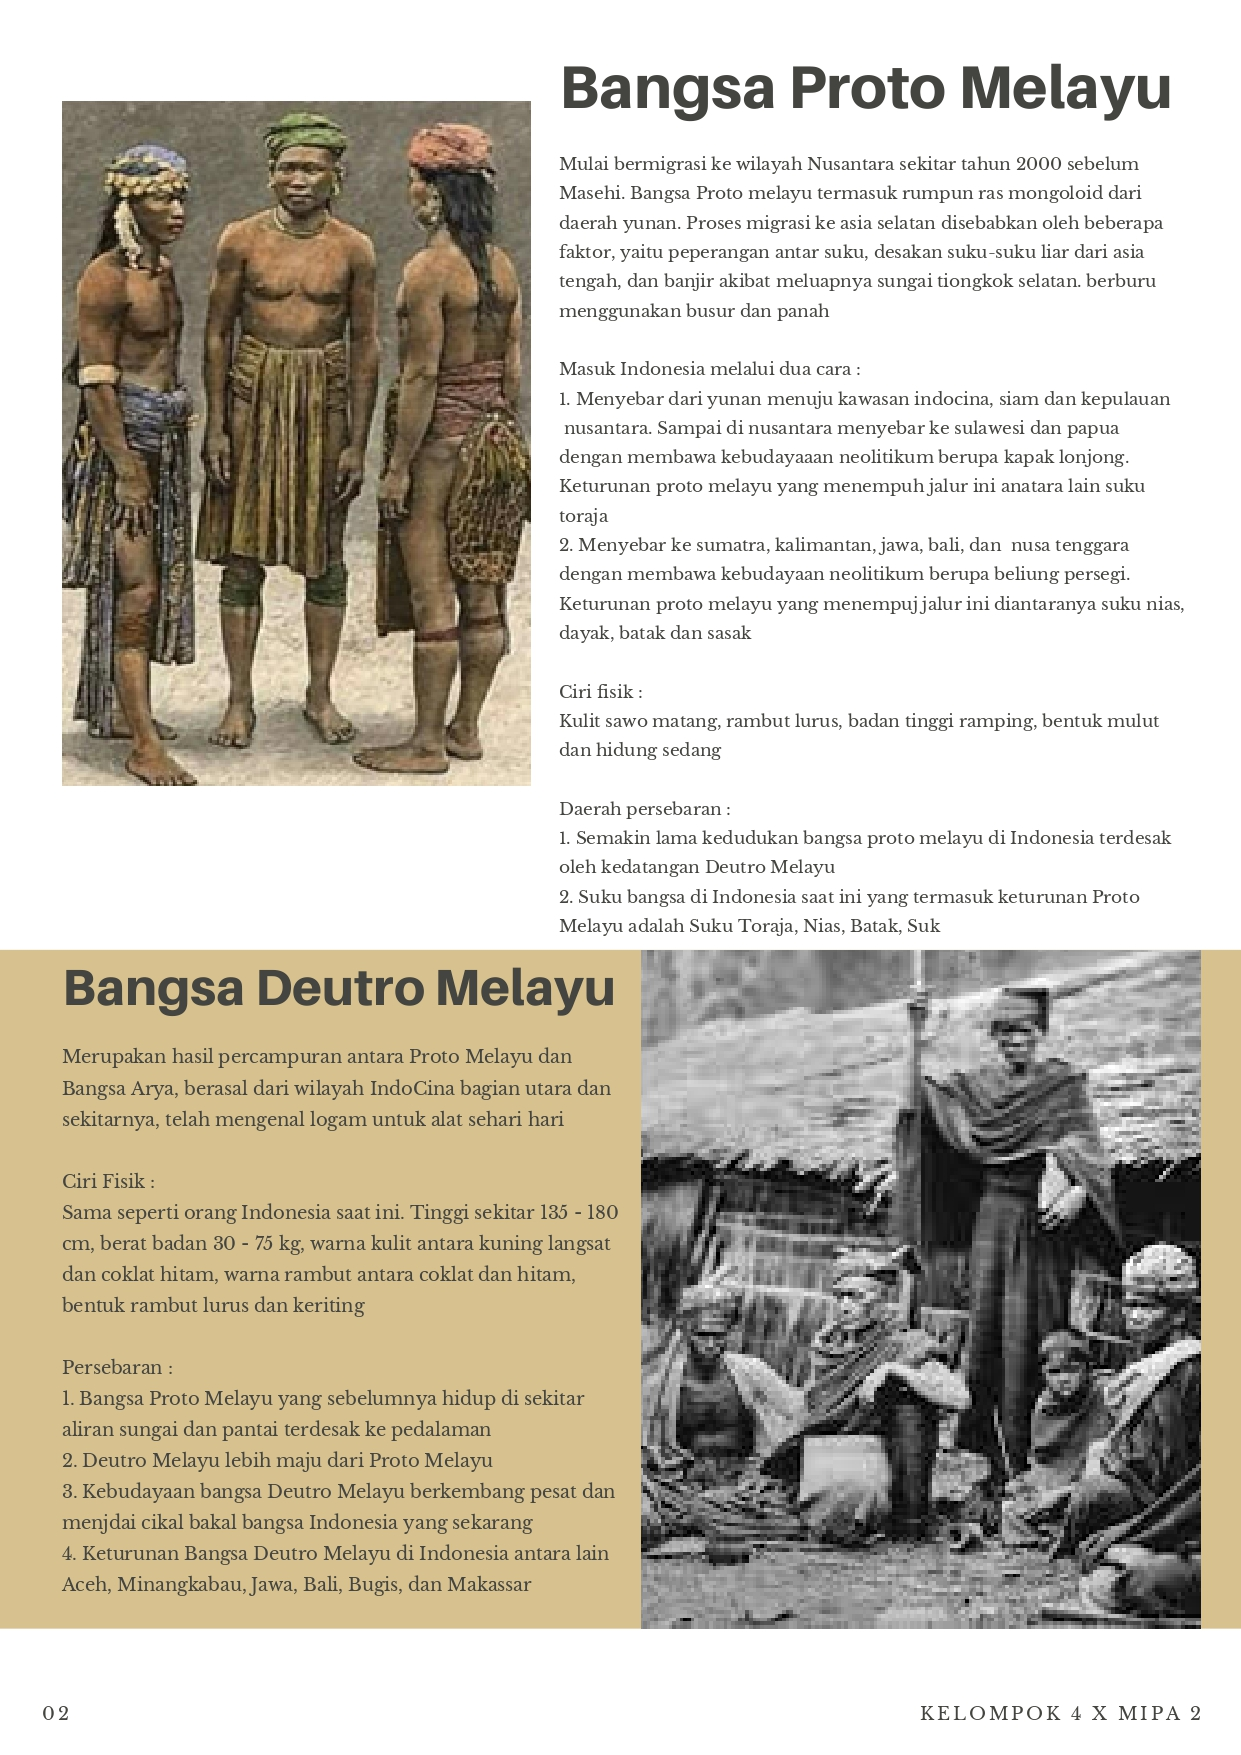 Bangsa Proto Melayu
Mulai bermigrasi ke wilayah Nusantara sekitar tahun 2000 sebelum
Masehi. Bangsa Proto melayu termasuk rumpun ras mongoloid dari
daerah yunan. Proses migrasi ke asia selatan disebabkan oleh beberapa
faktor, yaitu peperangan antar suku, desakan suku-suku liar dari asia
tengah, dan banjir akibat meluapnya sungai tiongkok selatan. berburu
menggunakan busur dan panah
Masuk Indonesia melalui dua cara :
1. Menyebar dari yunan menuju kawasan indocina, siam dan kepulauan
nusantara. Sampai di nusantara menyebar ke sulawesi dan papua
dengan membawa kebudayaaan neolitikum berupa kapak lonjong.
Keturunan proto melayu yang menempuh jalur ini anatara lain suku
toraja
2. Menyebar ke sumatra, kalimantan, jawa, bali, dan nusa tenggara
dengan membawa kebudayaan neolitikum berupa beliung persegi.
Keturunan proto melayu yang menempuj jalur ini diantaranya suku nias,
dayak, batak dan sasak
Ciri fisik :
Kulit sawo matang, rambut lurus, badan tinggi ramping, bentuk mulut
dan hidung sedang
Daerah persebaran :
1. Semakin lama kedudukan bangsa proto melayu di Indonesia terdesak
oleh kedatangan Deutro Melayu
2. Suku bangsa di Indonesia saat ini yang termasuk keturunan Proto
Melayu adalah Suku Toraja, Nias, Batak, Suk
Bangsa Deutro Melayu
Merupakan hasil percampuran antara Proto Melayu dan
Bangsa Arya, berasal dari wilayah IndoCina bagian utara dan
sekitarnya, telah mengenal logam untuk alat sehari hari
Ciri Fisik :
Sama seperti orang Indonesia saat ini. Tinggi sekitar 135 - 180
cm, berat badan 30 - 75 kg, warna kulit antara kuning langsat
dan coklat hitam, warna rambut antara coklat dan hitam,
bentuk rambut lurus dan keriting
Persebaran :
1. Bangsa Proto Melayu yang sebelumnya hidup di sekitar
aliran sungai dan pantai terdesak ke pedalaman
2. Deutro Melayu lebih maju dari Proto Melayu
3. Kebudayaan bangsa Deutro Melayu berkembang pesat dan
menjdai cikal bakal bangsa Indonesia yang sekarang
4. Keturunan Bangsa Deutro Melayu di Indonesia antara lain
Aceh, Minangkabau, Jawa, Bali, Bugis, dan Makassar
02
KELOMPOK 4 X MIPA 2